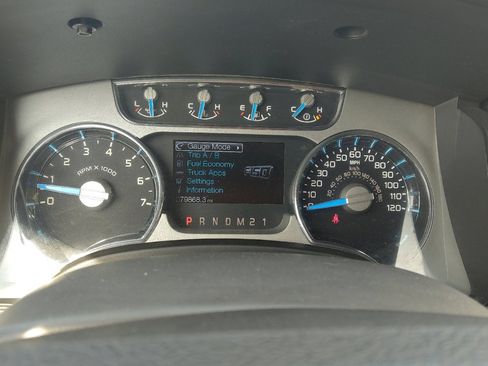 L H C H E F C H
Gauge Mode
Trip A / B
Fuel Economy
Truck Apps
Settings
Information
79868.3 mi
P R N D M 2 1
0 1 2 3 4 5 6 7
RPM X 1000
10 20 30 40 50 60 70 80 90 100 110 120
MPH
km/h